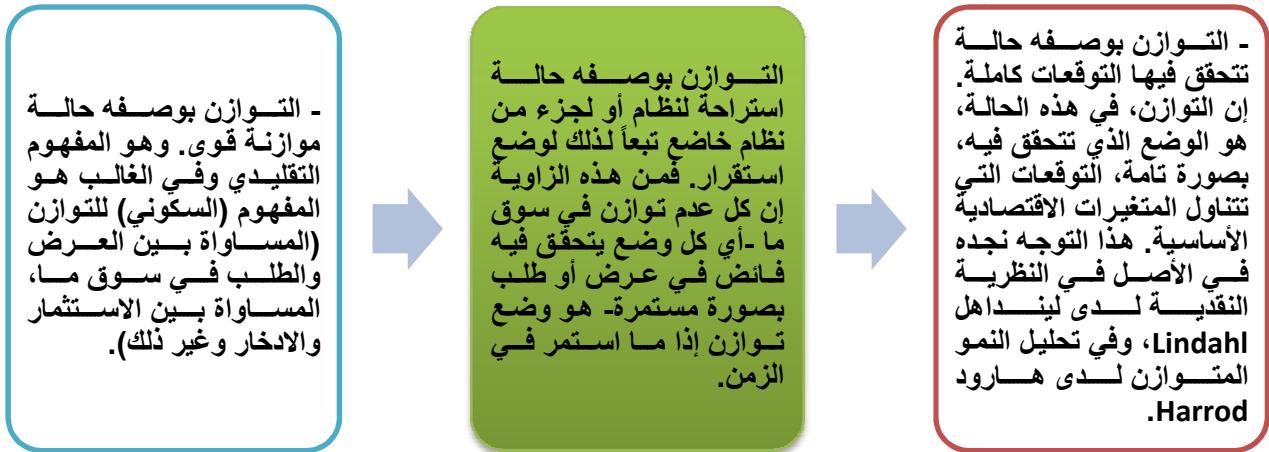 - التوازن بوصفه حالة
موازنة قوى. وهو المفهوم
التقليدي وفي الغالب هو
المفهوم (السكوني) للتوازن
(المساواة بين العرض
والطلب في سوق ما،
المساواة بين الاستثمار
والادخار وغير ذلك).
التوازن بوصفه حالة
استراحة لنظام أو لجزء من
نظام خاضع تبعاً لذلك لوضع
استقرار. فمن هذه الزاوية
إن كل عدم توازن في سوق
ما -أي كل وضع يتحقق فيه
فائض في عرض أو طلب
بصورة مستمرة- هو وضع
توازن إذا ما استمر في
الزمن.
- التوازن بوصفه حالة
تتحقق فيها التوقعات كاملة.
إن التوازن، في هذه الحالة،
هو الوضع الذي تتحقق فيه،
بصورة تامة، التوقعات التي
تتناول المتغيرات الاقتصادية
الأساسية. هذا التوجه نجده
في الأصل في النظرية
النقدية لدى لينداهل
Lindahl، وفي تحليل النمو
المتوازن لدى هارود
Harrod.